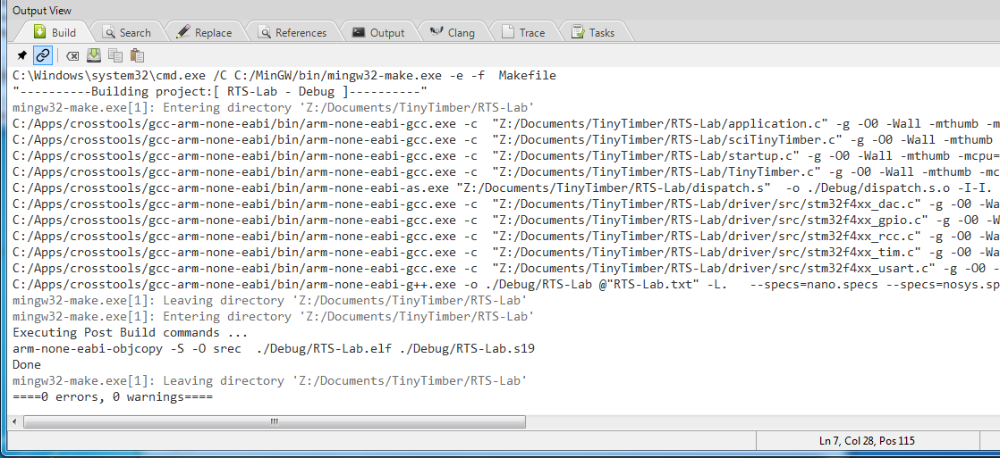 Output View
Build Search Replace References Output Clang Trace Tasks
C:\Windows\system32\cmd.exe /C C:/MinGW/bin/mingw32-make.exe -e -f  Makefile
"----------Building project:[ RTS-Lab - Debug ]----------"
mingw32-make.exe[1]: Entering directory 'Z:/Documents/TinyTimber/RTS-Lab'
C:/Apps/crosstools/gcc-arm-none-eabi/bin/arm-none-eabi-gcc.exe -c  "Z:/Documents/TinyTimber/RTS-Lab/application.c" -g -O0 -Wall -mthumb -m
C:/Apps/crosstools/gcc-arm-none-eabi/bin/arm-none-eabi-gcc.exe -c  "Z:/Documents/TinyTimber/RTS-Lab/sciTinyTimber.c" -g -O0 -Wall -mthumb
C:/Apps/crosstools/gcc-arm-none-eabi/bin/arm-none-eabi-gcc.exe -c  "Z:/Documents/TinyTimber/RTS-Lab/startup.c" -g -O0 -Wall -mthumb -mcpu=
C:/Apps/crosstools/gcc-arm-none-eabi/bin/arm-none-eabi-gcc.exe -c  "Z:/Documents/TinyTimber/RTS-Lab/TinyTimber.c" -g -O0 -Wall -mthumb -mc
C:/Apps/crosstools/gcc-arm-none-eabi/bin/arm-none-eabi-as.exe "Z:/Documents/TinyTimber/RTS-Lab/dispatch.s"  -o ./Debug/dispatch.s.o -I-I.
C:/Apps/crosstools/gcc-arm-none-eabi/bin/arm-none-eabi-gcc.exe -c  "Z:/Documents/TinyTimber/RTS-Lab/driver/src/stm32f4xx_dac.c" -g -O0 -Wa
C:/Apps/crosstools/gcc-arm-none-eabi/bin/arm-none-eabi-gcc.exe -c  "Z:/Documents/TinyTimber/RTS-Lab/driver/src/stm32f4xx_gpio.c" -g -O0 -W
C:/Apps/crosstools/gcc-arm-none-eabi/bin/arm-none-eabi-gcc.exe -c  "Z:/Documents/TinyTimber/RTS-Lab/driver/src/stm32f4xx_rcc.c" -g -O0 -Wa
C:/Apps/crosstools/gcc-arm-none-eabi/bin/arm-none-eabi-gcc.exe -c  "Z:/Documents/TinyTimber/RTS-Lab/driver/src/stm32f4xx_tim.c" -g -O0 -Wa
C:/Apps/crosstools/gcc-arm-none-eabi/bin/arm-none-eabi-gcc.exe -c  "Z:/Documents/TinyTimber/RTS-Lab/driver/src/stm32f4xx_usart.c" -g -O0 -
C:/Apps/crosstools/gcc-arm-none-eabi/bin/arm-none-eabi-g++.exe -o ./Debug/RTS-Lab @"RTS-Lab.txt" -L.   --specs=nano.specs --specs=nosys.sp
mingw32-make.exe[1]: Leaving directory 'Z:/Documents/TinyTimber/RTS-Lab'
mingw32-make.exe[1]: Entering directory 'Z:/Documents/TinyTimber/RTS-Lab'
Executing Post Build commands ...
arm-none-eabi-objcopy -S -O srec  ./Debug/RTS-Lab.elf ./Debug/RTS-Lab.s19
Done
mingw32-make.exe[1]: Leaving directory 'Z:/Documents/TinyTimber/RTS-Lab'
====0 errors, 0 warnings====
Ln 7, Col 28, Pos 115